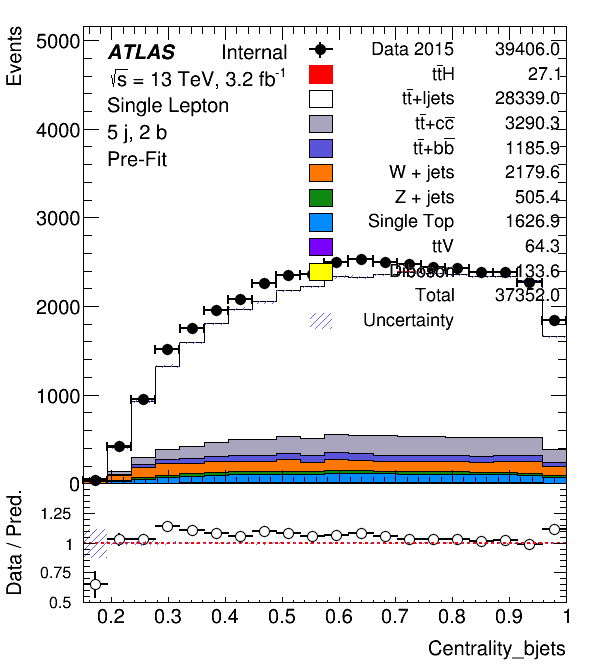 Events
5000
4000
3000
2000
1000
0
ATLAS Internal
√s = 13 TeV, 3.2 fb⁻¹
Single Lepton
5 j, 2 b
Pre-Fit
Data 2015 39406.0
tt̄H 27.1
tt̄+ljets 28339.0
tt̄+cc̄ 3290.3
tt̄+bb̄ 1185.9
W + jets 2179.6
Z + jets 505.4
Single Top 1626.9
ttV 64.3
Diboson 133.6
Total 37352.0
Uncertainty
Data / Pred.
1.25
1
0.75
0.5
0.2 0.3 0.4 0.5 0.6 0.7 0.8 0.9 1
Centrality_bjets